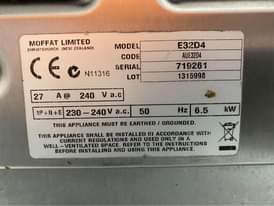 MOFFAT LIMITED
CHRISTCHURCH, NEW ZEALAND
MODEL E32D4
CODE AUE32D4
SERIAL 719261
LOT 1315998
CE N11316
27 A @ 240 V a.c
1P+N+E 230-240 V a.c. 50 Hz 6.5 kW
THIS APPLIANCE MUST BE EARTHED / GROUNDED.
THIS APPLIANCE SHALL BE INSTALLED IN ACCORDANCE
WITH CURRENT REGULATIONS AND USED ONLY IN A
WELL-VENTILATED SPACE. REFER TO INSTRUCTIONS
BEFORE INSTALLING AND USING THIS APPLIANCE.